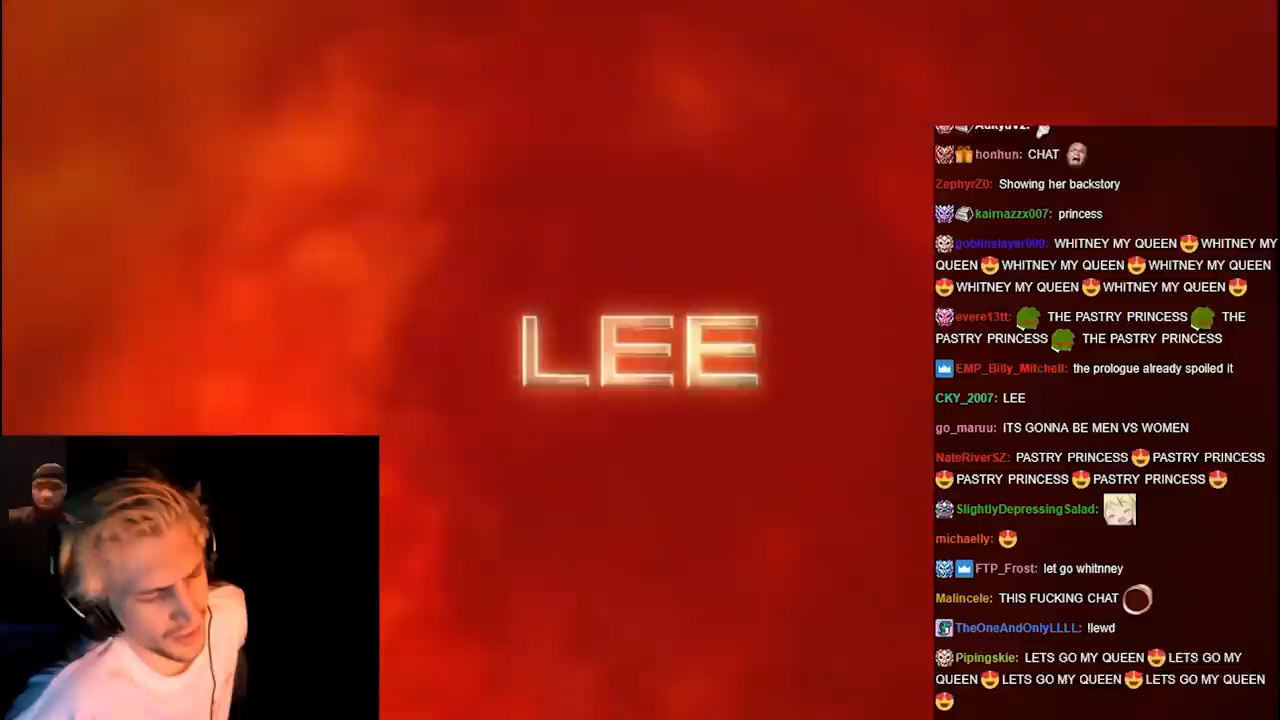 LEE
honhun: CHAT
ZephyrZ0: Showing her backstory
kairnazzx007: princess
goblinslayer000: WHITNEY MY QUEEN WHITNEY MY
QUEEN WHITNEY MY QUEEN WHITNEY MY QUEEN
WHITNEY MY QUEEN WHITNEY MY QUEEN
evere13tt: THE PASTRY PRINCESS THE
PASTRY PRINCESS THE PASTRY PRINCESS
EMP_Billy_Mitchell: the prologue already spoiled it
CKY_2007: LEE
go_maruu: ITS GONNA BE MEN VS WOMEN
NateRiverSZ: PASTRY PRINCESS PASTRY PRINCESS
PASTRY PRINCESS PASTRY PRINCESS
SlightlyDepressingSalad:
michaelly:
FTP_Frost: let go whitnney
Malincele: THIS FUCKING CHAT
TheOneAndOnlyLLLL: !lewd
Pipingskie: LETS GO MY QUEEN LETS GO MY
QUEEN LETS GO MY QUEEN LETS GO MY QUEEN